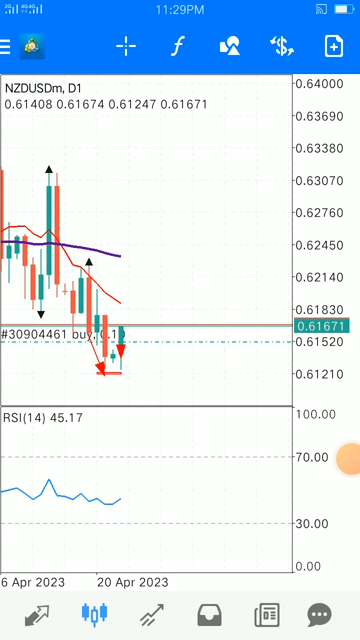 11:29PM
NZDUSDm, D1
0.61408 0.61674 0.61247 0.61671
0.64000
0.63690
0.63380
0.63070
0.62760
0.62450
0.62140
0.61830
0.61671
#30904461 buy, 0.1
0.61520
0.61210
RSI(14) 45.17
100.00
70.00
30.00
0.00
6 Apr 2023
20 Apr 2023